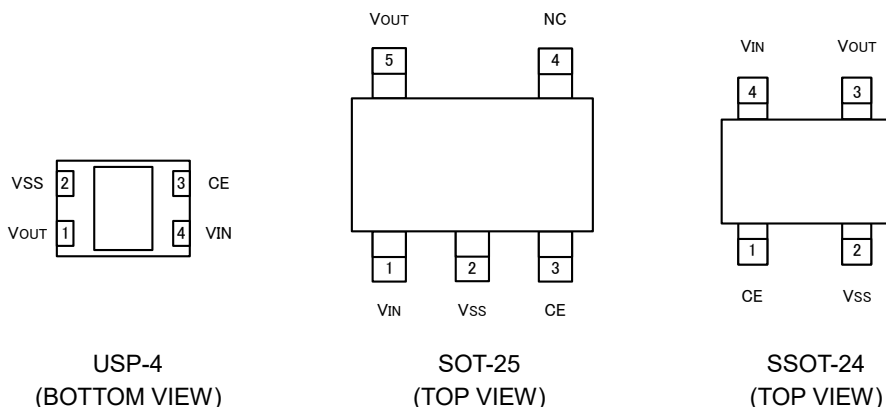 VSS 2 3 CE
VOUT 1 4 VIN
USP-4
(BOTTOM VIEW)
VOUT NC
5 4
1 2 3
VIN VSS CE
SOT-25
(TOP VIEW)
VIN VOUT
4 3
1 2
CE VSS
SSOT-24
(TOP VIEW)